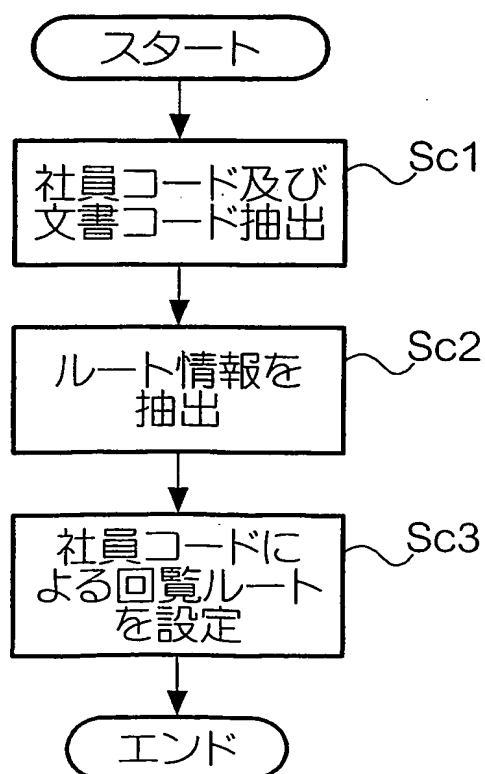 スタート
社員コード及び
文書コード抽出
Sc1
ルート情報を
抽出
Sc2
社員コードに
よる回覧ルート
を設定
Sc3
エンド